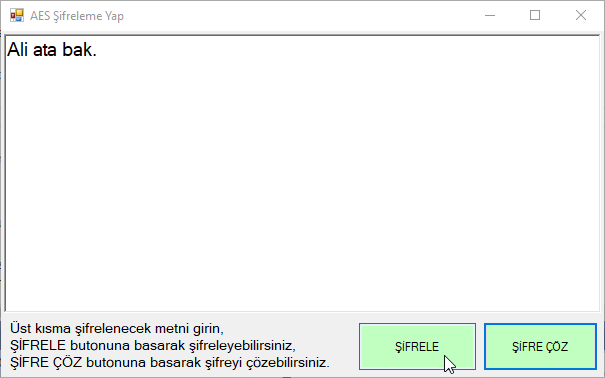 AES Şifreleme Yap
Ali ata bak.
Üst kısma şifrelenecek metni girin,
ŞİFRELE butonuna basarak şifreleyebilirsiniz,
ŞİFRE ÇÖZ butonuna basarak şifreyi çözebilirsiniz.
ŞİFRELE
ŞİFRE ÇÖZ